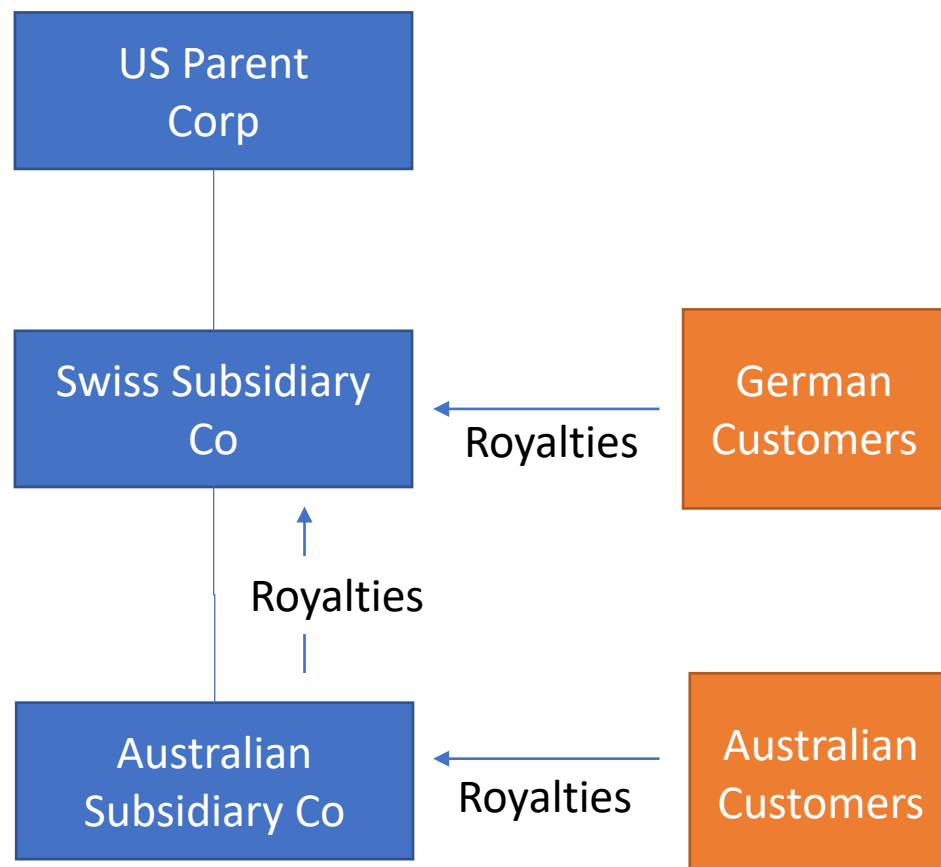 US Parent
Corp
Swiss Subsidiary
Co
Royalties
German
Customers
Royalties
Australian
Subsidiary Co
Royalties
Australian
Customers